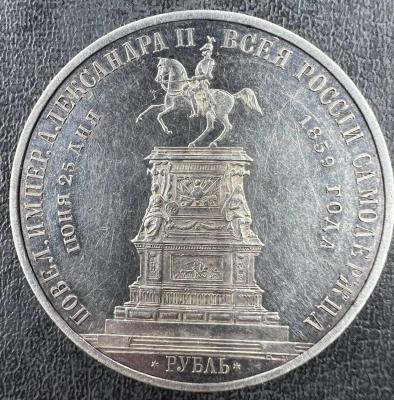 ПОВЕЛ. ИМПЕР. АЛЕКСАНДРА II ВСЕЯ РОССІИ САМОДЕРЖЦА
ІЮНЯ 25 ДНЯ
1859 ГОДА
* РУБЛЬ *